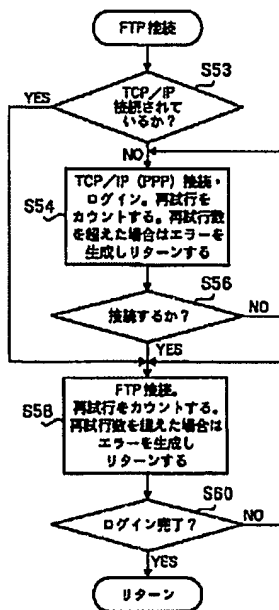 FTP接続
S53
TCP/IP
接続されて
いるか?
YES
NO
S54
TCP/IP (PPP) 接続・
ログイン。再試行を
カウントする。再試行数
を超えた場合はエラーを
生成しリターンする
S56
接続するか?
NO
YES
S58
FTP接続。
再試行をカウントする。
再試行数を超えた場合は
エラーを生成し
リターンする
S60
ログイン完了?
NO
YES
リターン